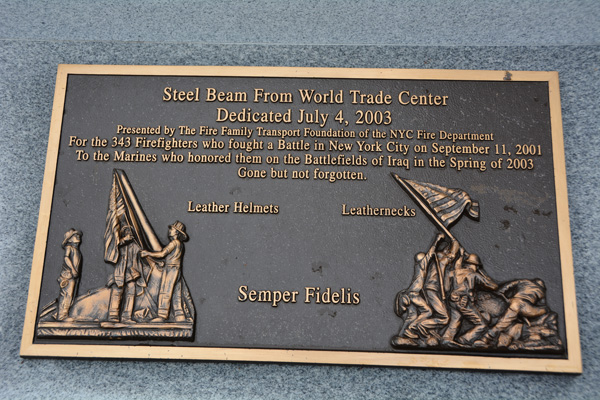 Steel Beam From World Trade Center
Dedicated July 4, 2003
Presented by The Fire Family Transport Foundation of the NYC Fire Department
For the 343 Firefighters who fought a Battle in New York City on September 11, 2001
To the Marines who honored them on the Battlefields of Iraq in the Spring of 2003
Gone but not forgotten.
Leather Helmets
Leathernecks
Semper Fidelis